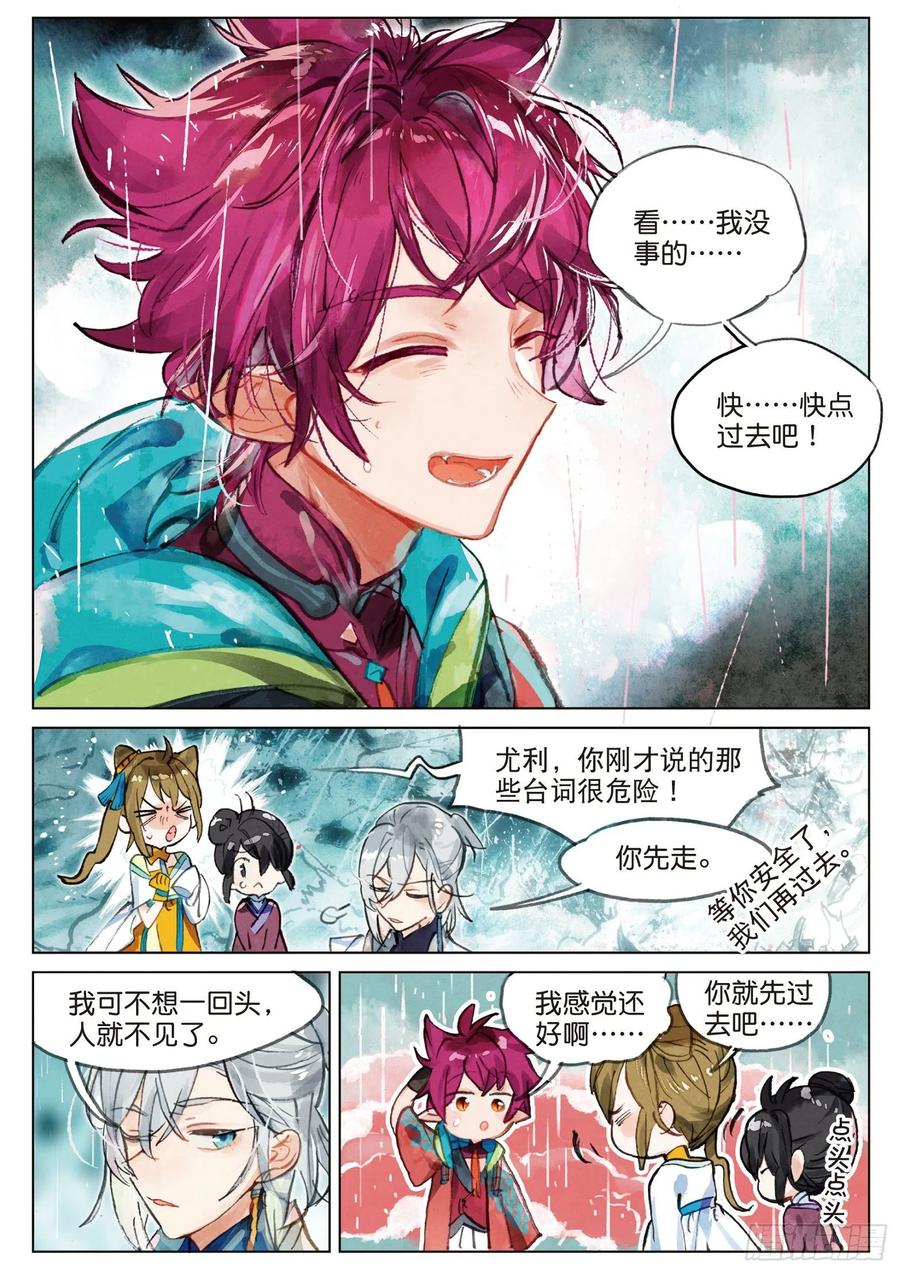 看……我没
事的……
快……快点
过去吧！
尤利，你刚才说的那
些台词很危险！
你先走。
等你安全了，
我们再过去。
我可不想一回头，
人就不见了。
我感觉还
好啊……
你就先过
去吧……
点头点头